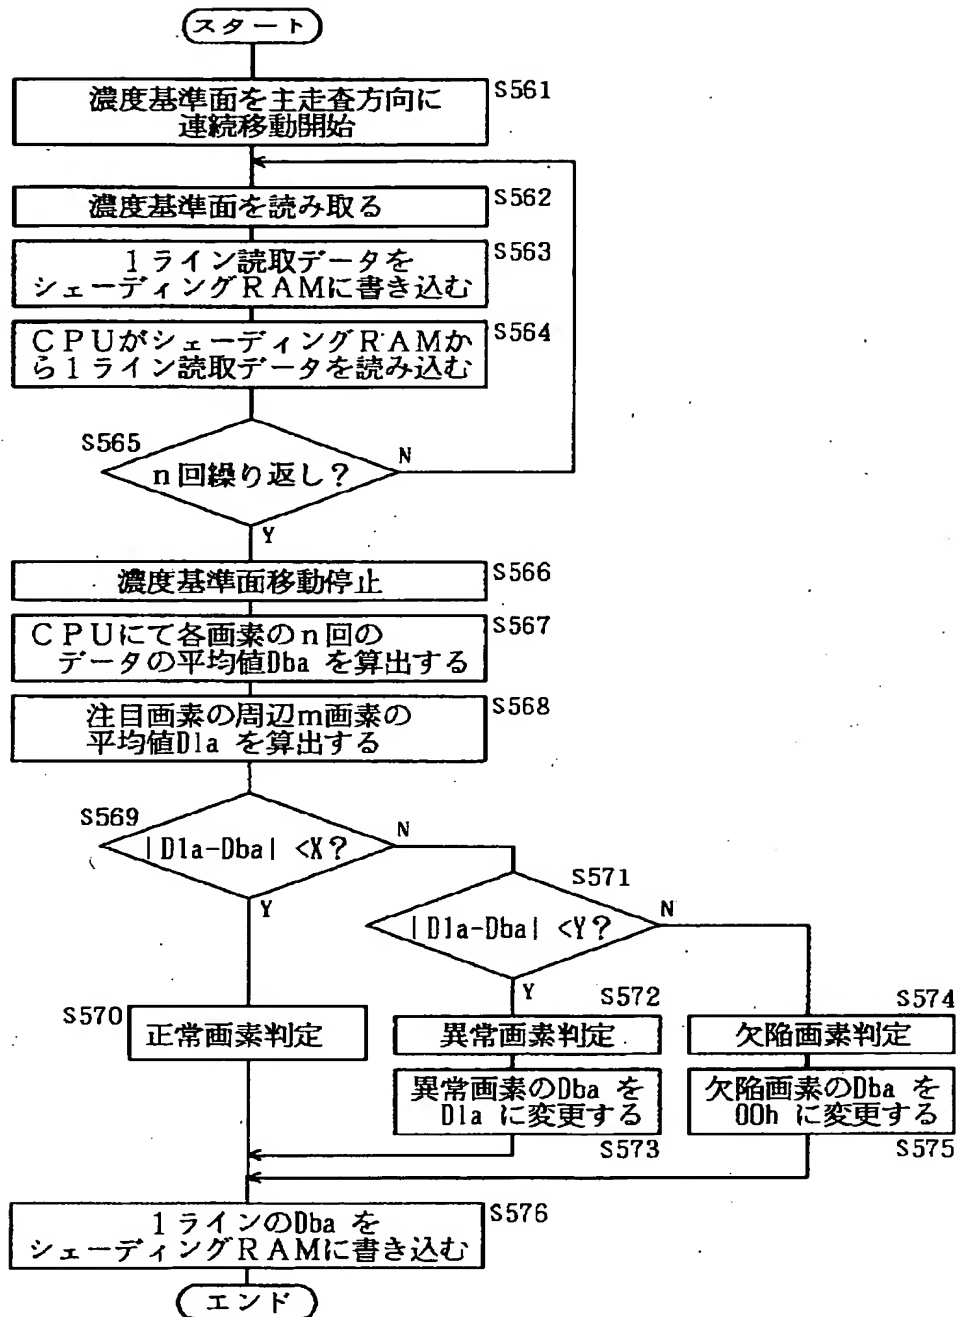 スタート
S561
濃度基準面を主走査方向に
連続移動開始
S562
濃度基準面を読み取る
S563
1ライン読取データを
シェーディングRAMに書き込む
S564
CPUがシェーディングRAMか
ら1ライン読取データを読み込む
S565
n回繰り返し?
N
Y
S566
濃度基準面移動停止
S567
CPUにて各画素のn回の
データの平均値Dba を算出する
S568
注目画素の周辺m画素の
平均値D1a を算出する
S569
|D1a-Dba| <X?
N
Y
S571
|D1a-Dba| <Y?
N
Y
S570
正常画素判定
S572
異常画素判定
S574
欠陥画素判定
異常画素のDba を
D1a に変更する
S573
欠陥画素のDba を
00h に変更する
S575
S576
1ラインのDba を
シェーディングRAMに書き込む
エンド